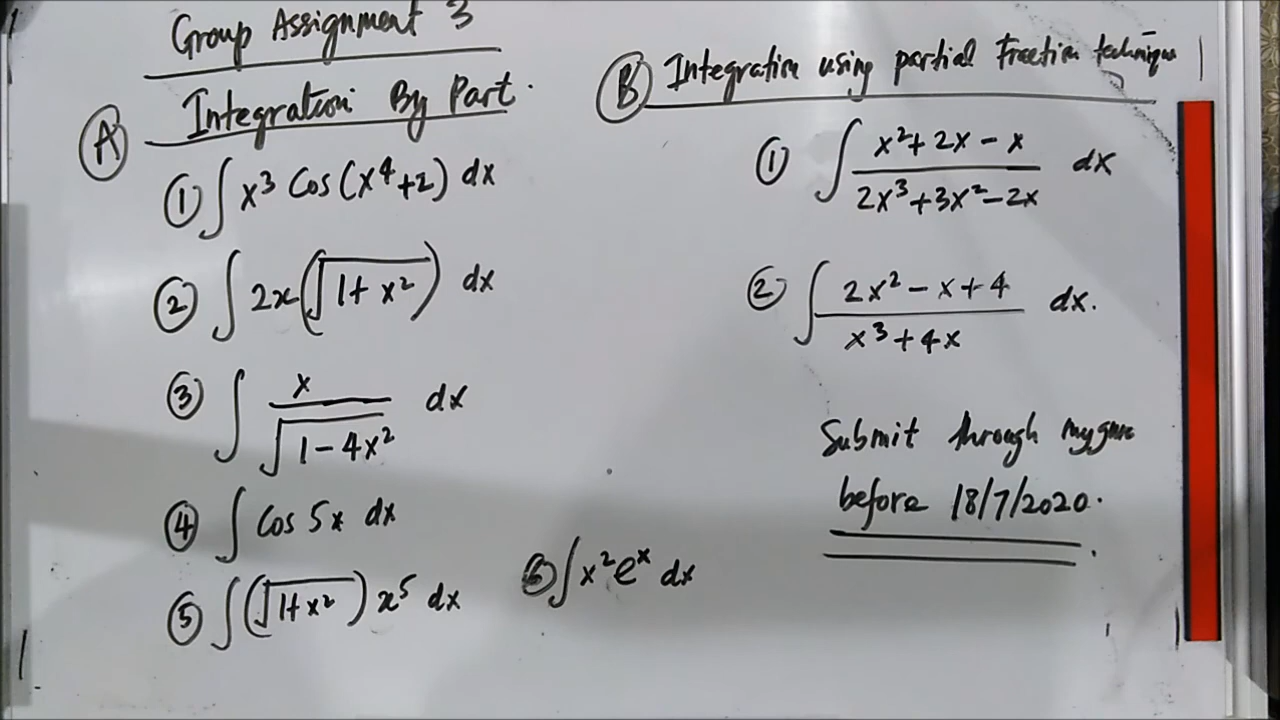 Group Assignment 3
Ⓐ Integration By Part.
① ∫ x³ Cos (x⁴+2) dx
② ∫ 2x(√(1+x²)) dx
③ ∫ x/√(1-4x²) dx
④ ∫ Cos 5x dx
⑤ ∫ (√(1+x²)) x⁵ dx
⑥ ∫ x² eˣ dx
Ⓑ Integration using partial fraction technique
① ∫ (x²+2x-x)/(2x³+3x²-2x) dx
② ∫ (2x²-x+4)/(x³+4x) dx.
Submit through
before 18/7/2020.